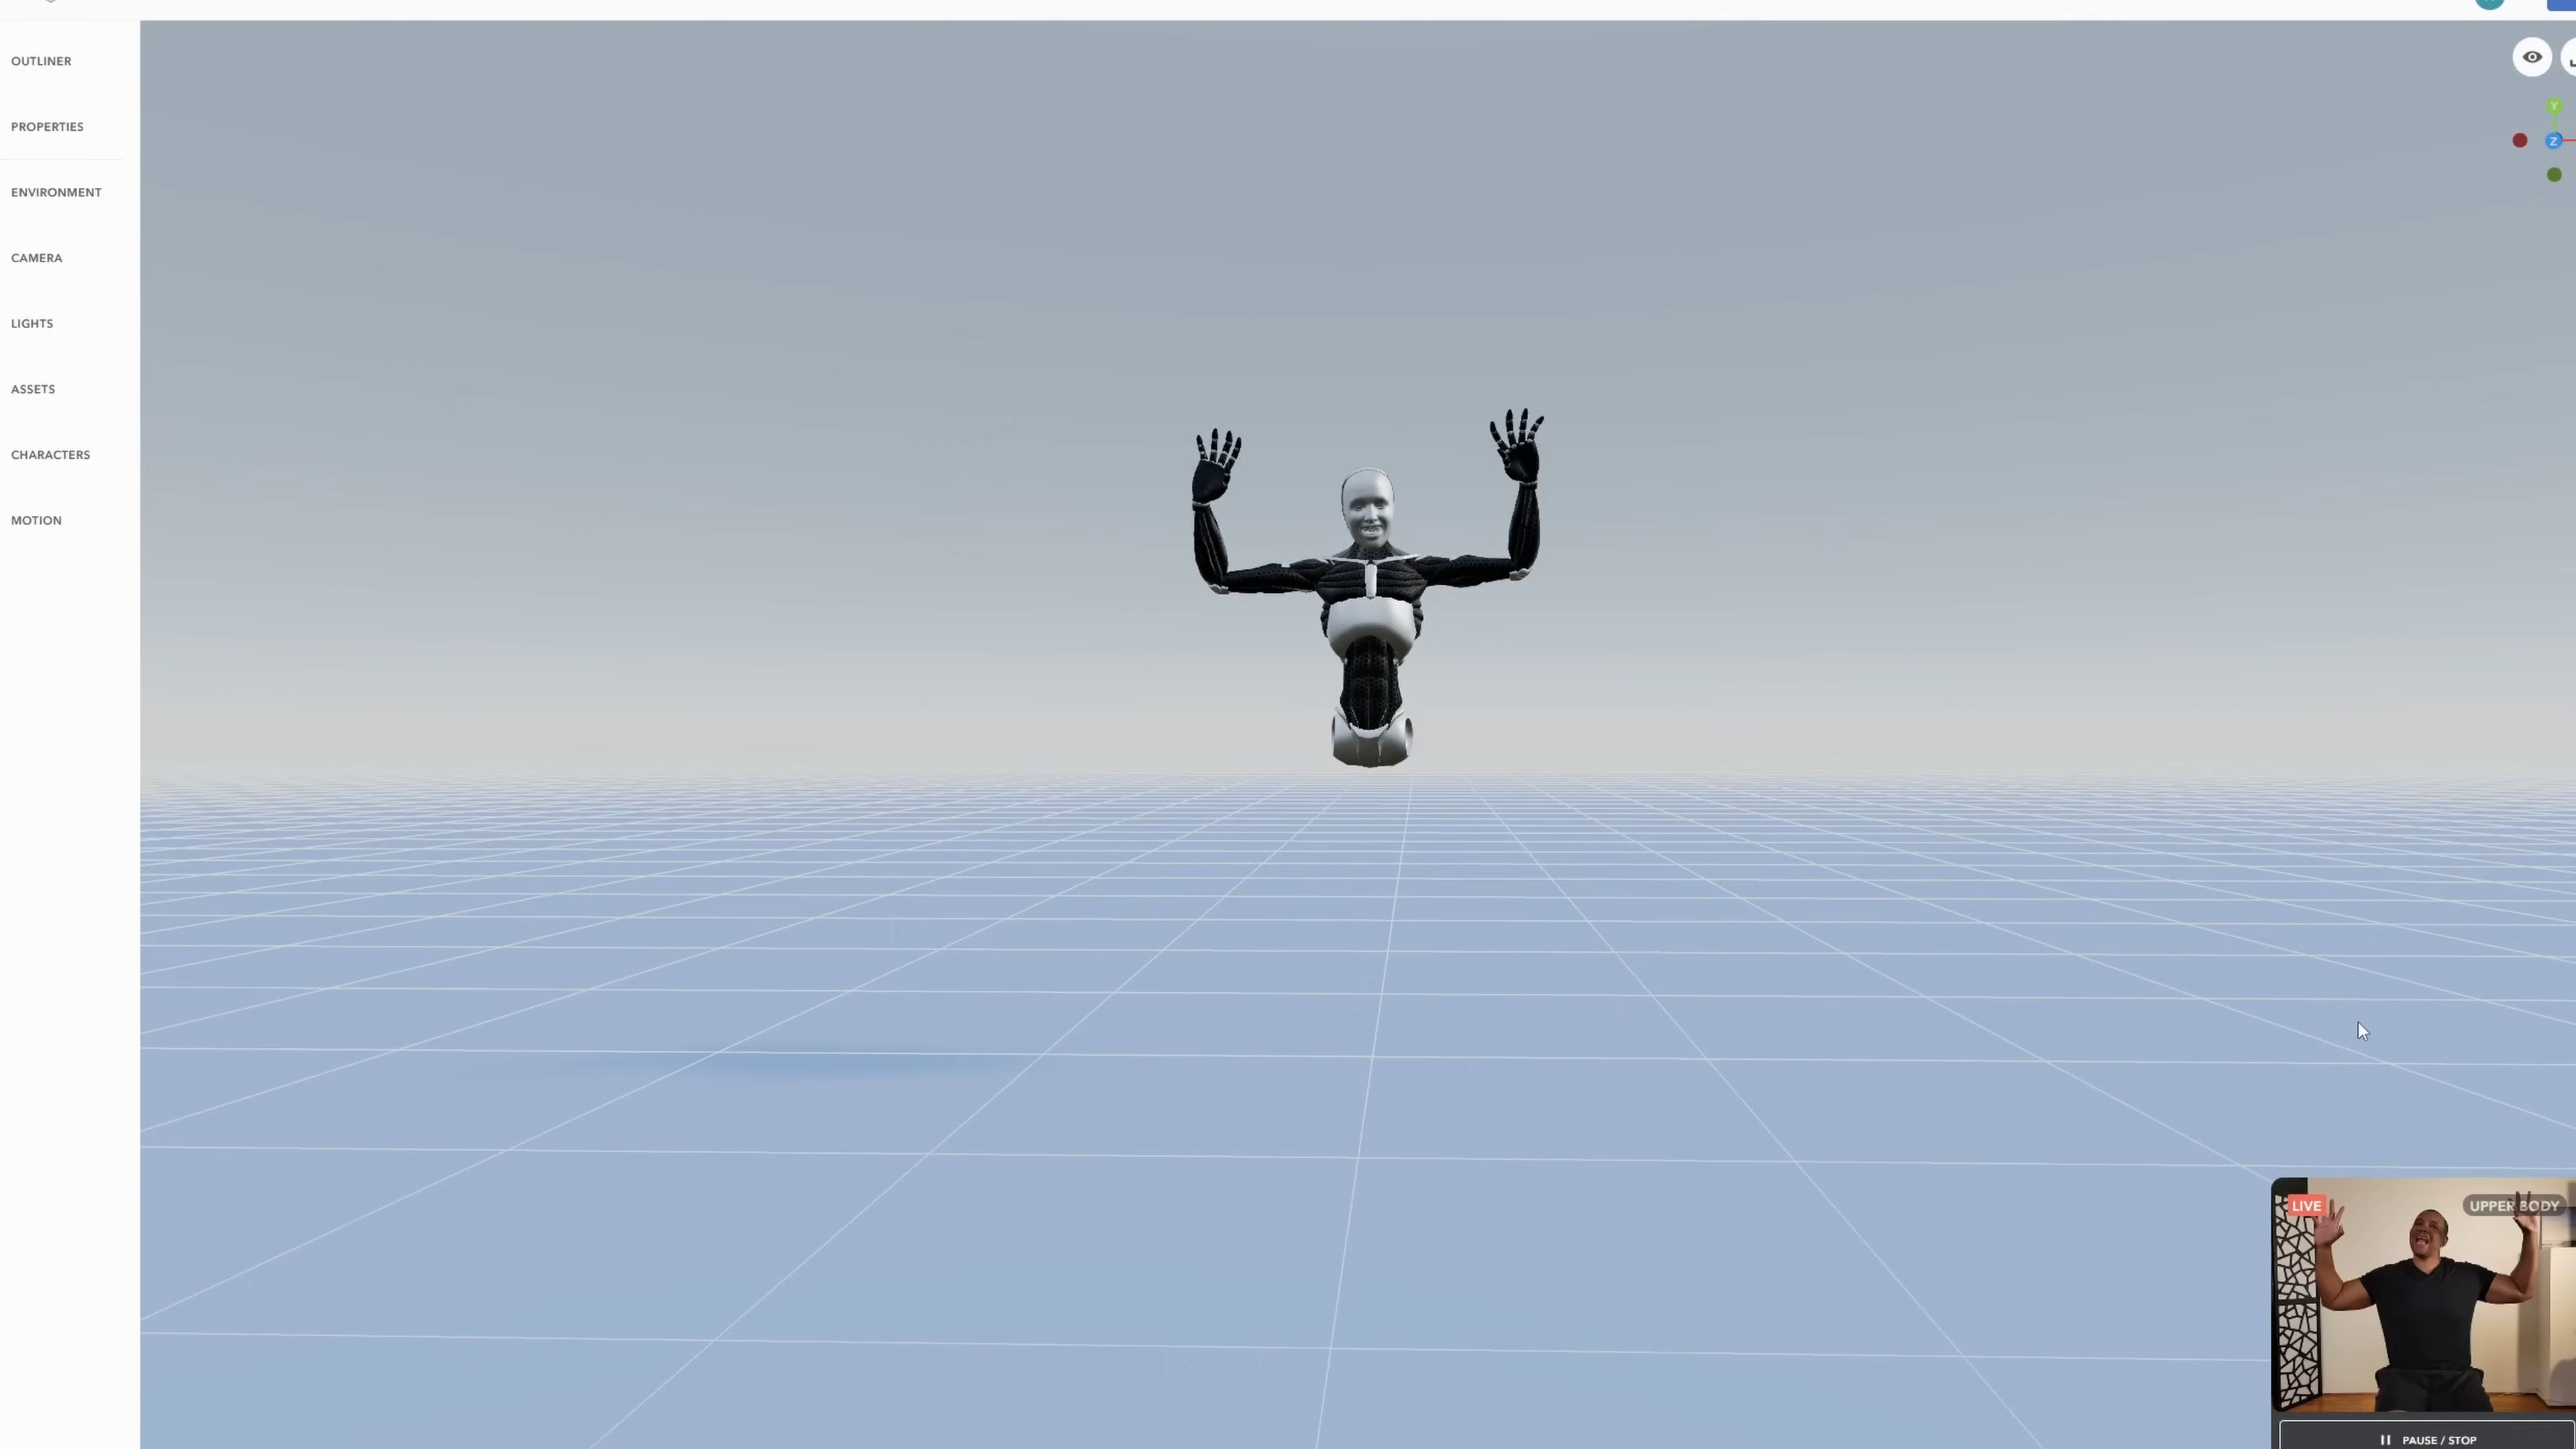 OUTLINER
PROPERTIES
ENVIRONMENT
CAMERA
LIGHTS
ASSETS
CHARACTERS
MOTION
Y
Z
LIVE
UPPER BODY
PAUSE / STOP